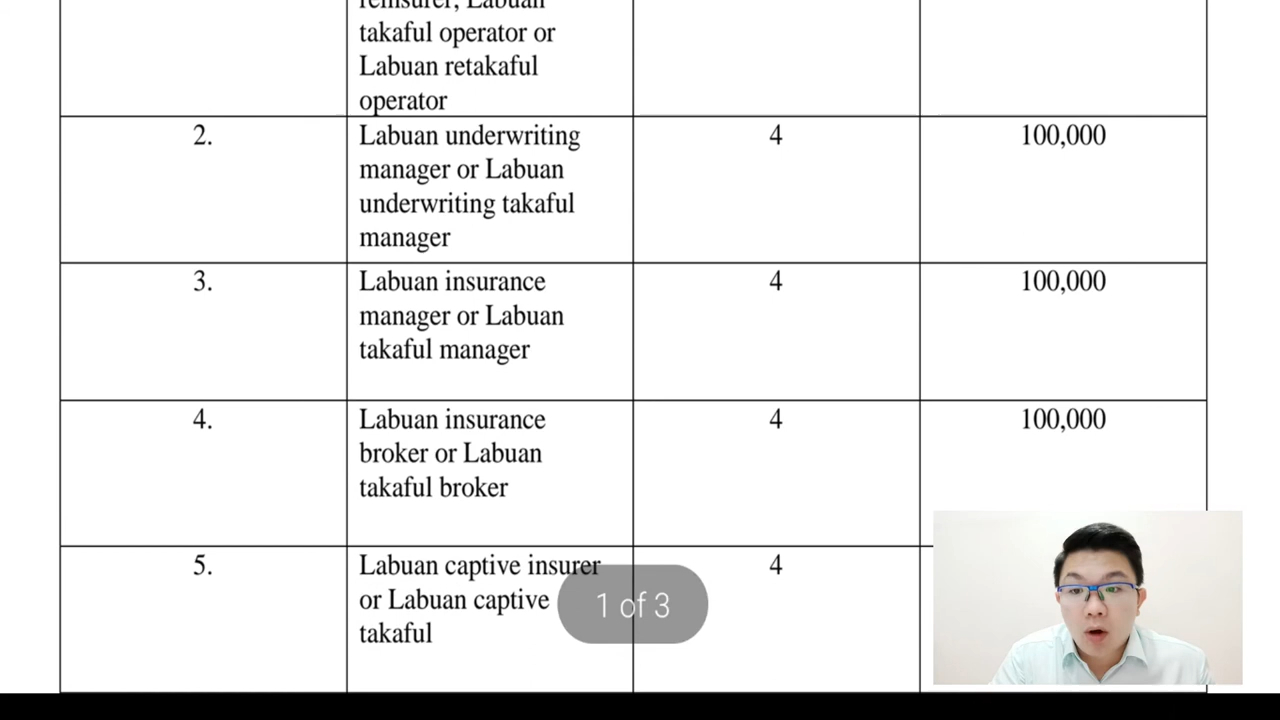 reinsurer, Labuan
takaful operator or
Labuan retakaful
operator
2.
Labuan underwriting
manager or Labuan
underwriting takaful
manager
4
100,000
3.
Labuan insurance
manager or Labuan
takaful manager
4
100,000
4.
Labuan insurance
broker or Labuan
takaful broker
4
100,000
5.
Labuan captive insurer
or Labuan captive
takaful
4
1 of 3